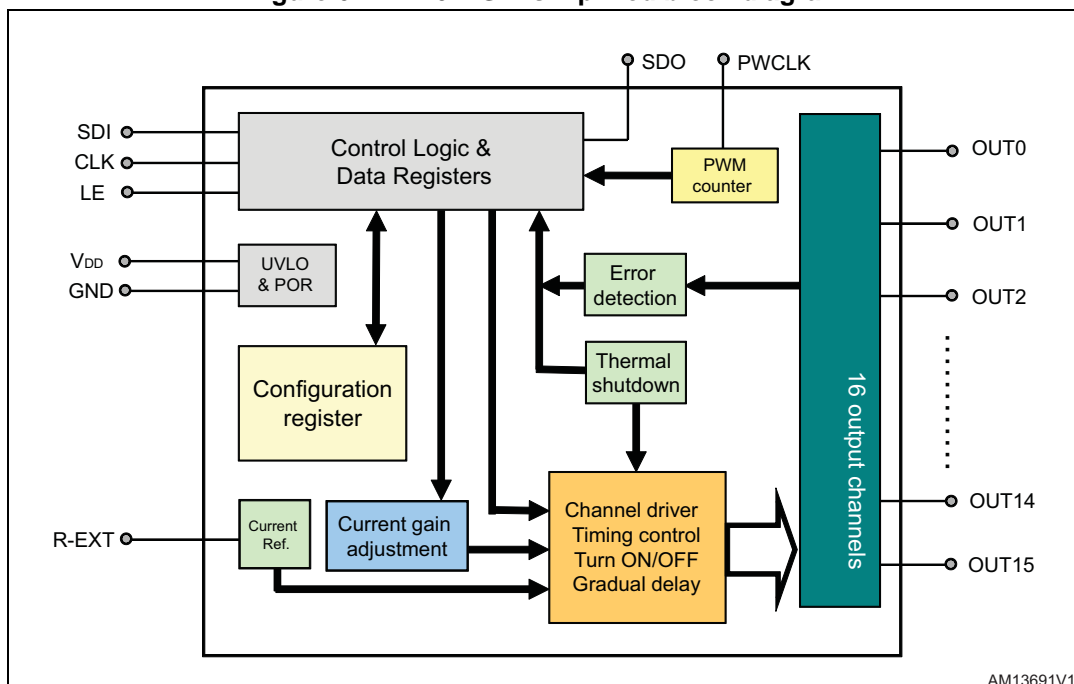 SDO
PWCLK
SDI
CLK
LE
Control Logic &
Data Registers
PWM
counter
OUT0
OUT1
OUT2
VDD
GND
UVLO
& POR
Error
detection
Thermal
shutdown
Configuration
register
16 output channels
R-EXT
Current
Ref.
Current gain
adjustment
Channel driver
Timing control
Turn ON/OFF
Gradual delay
OUT14
OUT15
AM13691V1